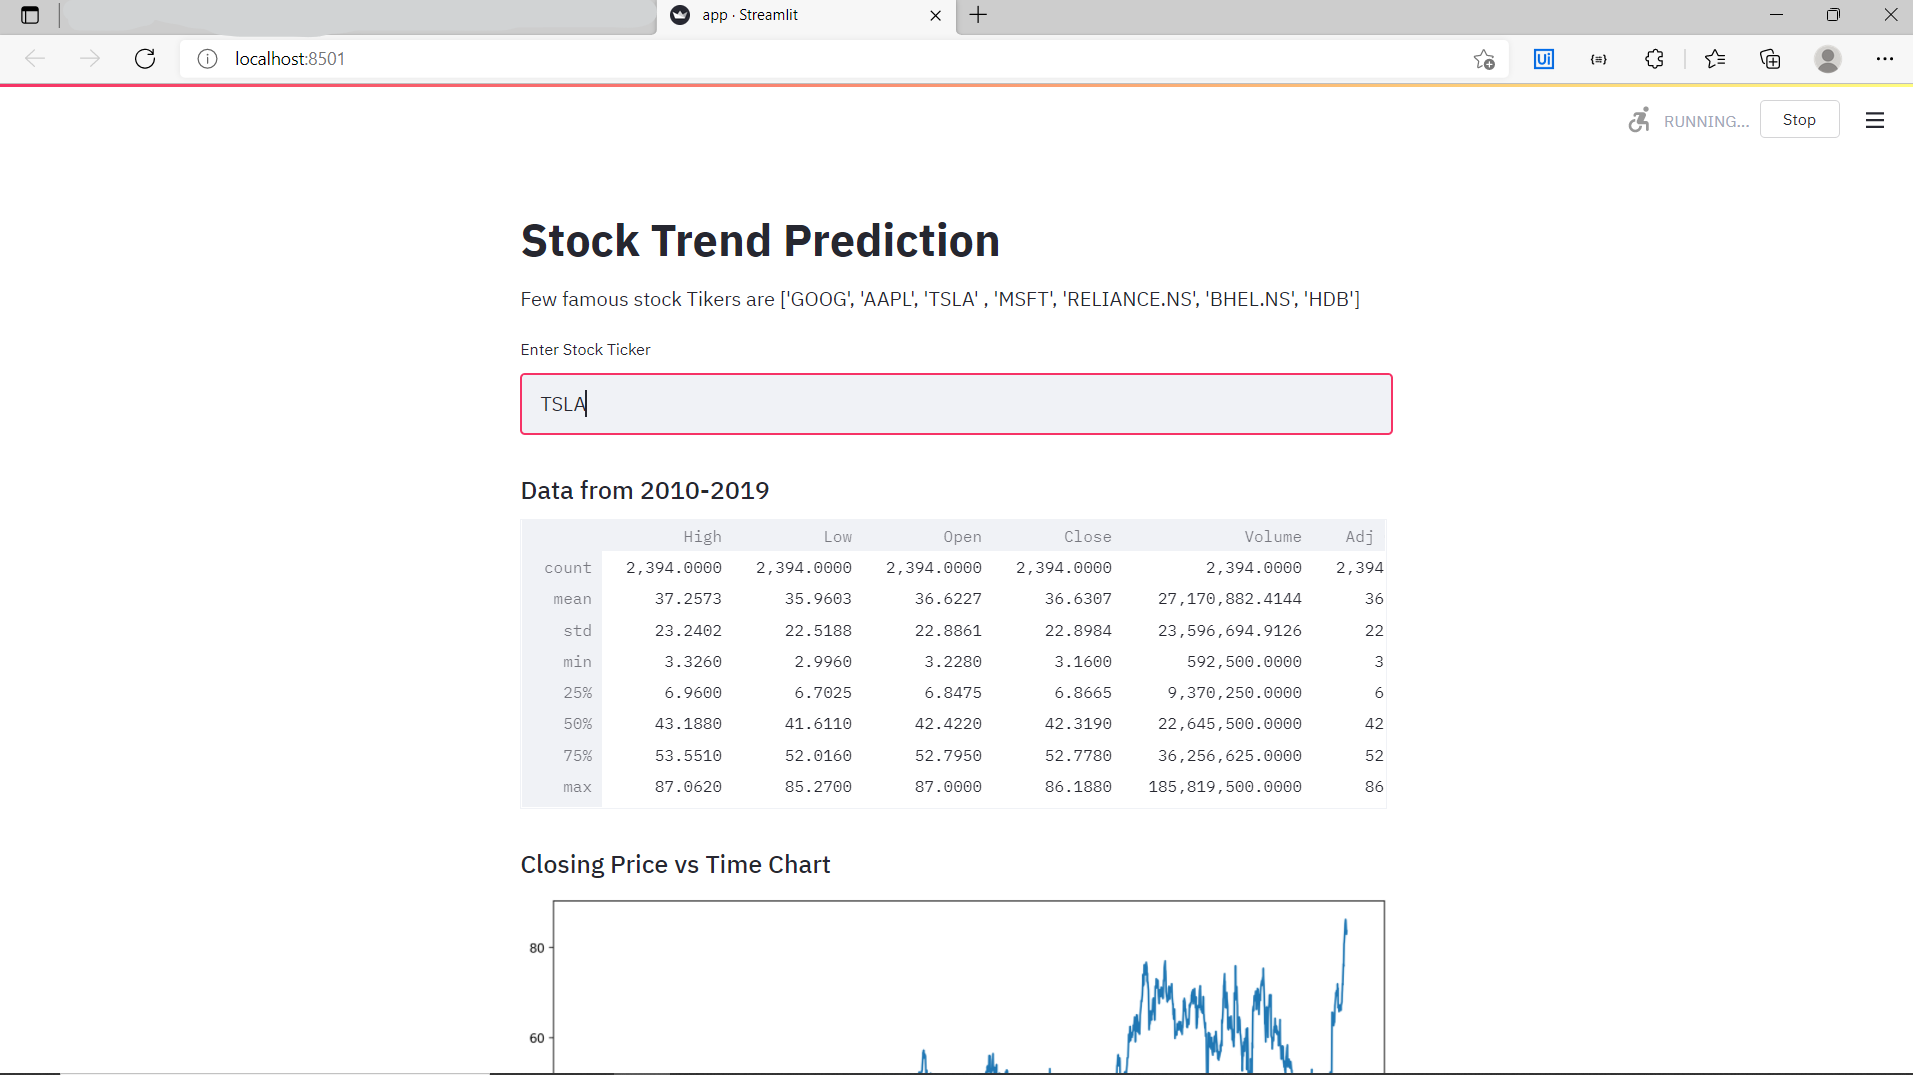 app · Streamlit
localhost:8501
Ui
RUNNING...
Stop
Stock Trend Prediction
Few famous stock Tikers are ['GOOG', 'AAPL', 'TSLA' , 'MSFT', 'RELIANCE.NS', 'BHEL.NS', 'HDB']
Enter Stock Ticker
TSLA
Data from 2010-2019
High Low Open Close Volume Adj
count 2,394.0000 2,394.0000 2,394.0000 2,394.0000 2,394.0000 2,394
mean 37.2573 35.9603 36.6227 36.6307 27,170,882.4144 36
std 23.2402 22.5188 22.8861 22.8984 23,596,694.9126 22
min 3.3260 2.9960 3.2280 3.1600 592,500.0000 3
25% 6.9600 6.7025 6.8475 6.8665 9,370,250.0000 6
50% 43.1880 41.6110 42.4220 42.3190 22,645,500.0000 42
75% 53.5510 52.0160 52.7950 52.7780 36,256,625.0000 52
max 87.0620 85.2700 87.0000 86.1880 185,819,500.0000 86
Closing Price vs Time Chart
80
60